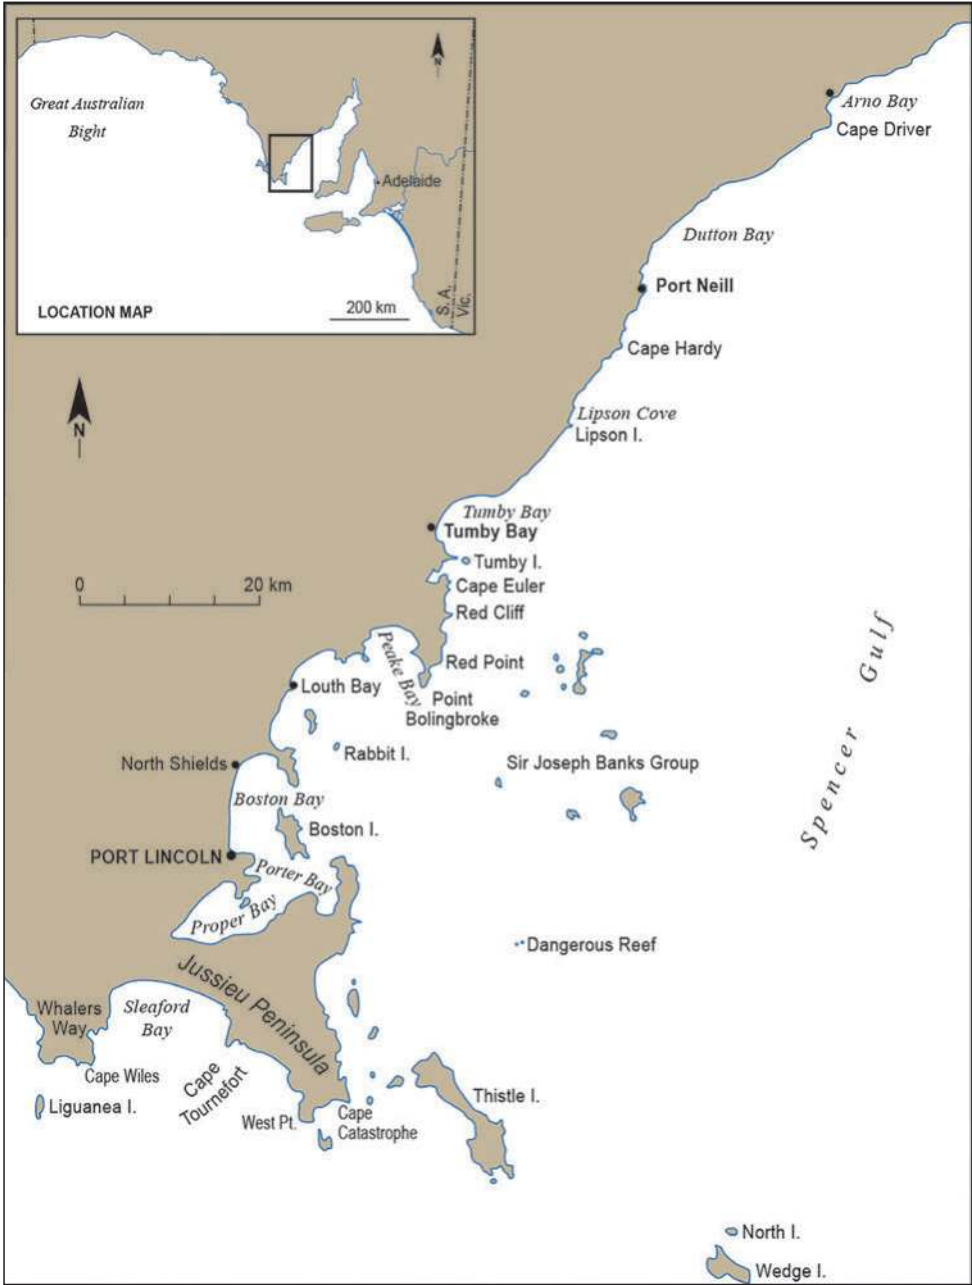 N
Great Australian
Bight
Adelaide
S. A.
Vic.
200 km
LOCATION MAP
Arno Bay
Cape Driver
Dutton Bay
Port Neill
Cape Hardy
Lipson Cove
Lipson I.
N
Tumby Bay
Tumby Bay
Tumby I.
0
20 km
Cape Euler
Red Cliff
Peake Bay
Red Point
Louth Bay
Point
Bolingbroke
Rabbit I.
Sir Joseph Banks Group
Spencer Gulf
North Shields
Boston Bay
Boston I.
PORT LINCOLN
Porter Bay
Proper Bay
Dangerous Reef
Jussieu Peninsula
Whalers
Way
Sleaford
Bay
Cape Wiles
Cape
Tournefort
Liguanea I.
West Pt.
Cape
Catastrophe
Thistle I.
North I.
Wedge I.